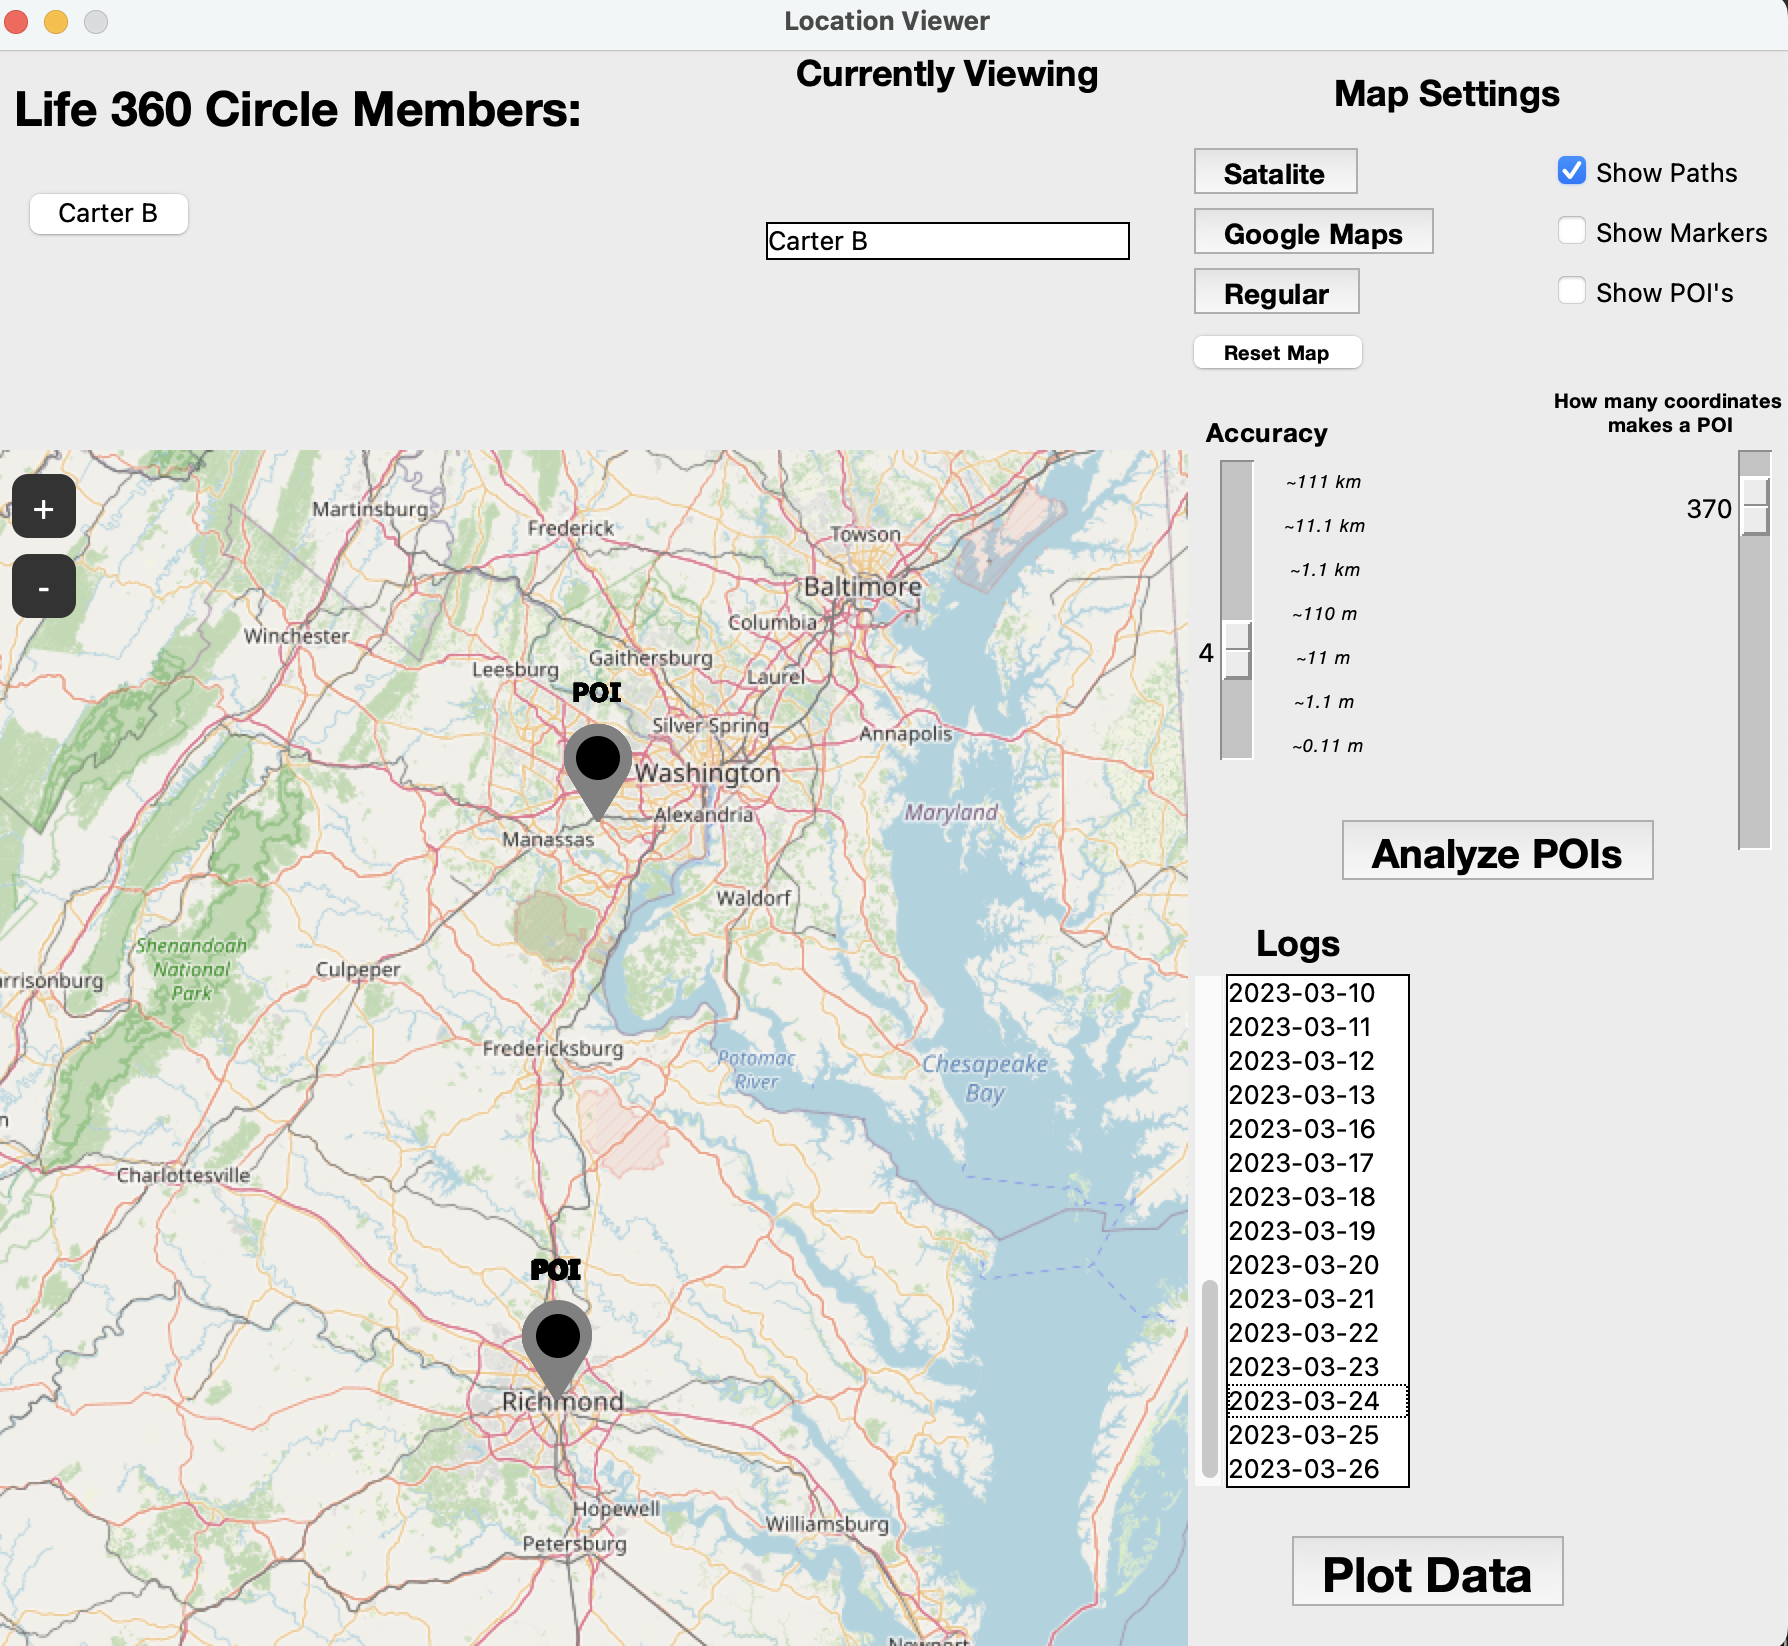 Location Viewer
Life 360 Circle Members:
Carter B
Currently Viewing
Carter B
Map Settings
Satalite
Google Maps
Regular
Reset Map
Show Paths
Show Markers
Show POI's
Accuracy
~111 km
~11.1 km
~1.1 km
~110 m
4
~11 m
~1.1 m
~0.11 m
How many coordinates
makes a POI
370
Analyze POIs
Logs
2023-03-10
2023-03-11
2023-03-12
2023-03-13
2023-03-16
2023-03-17
2023-03-18
2023-03-19
2023-03-20
2023-03-21
2023-03-22
2023-03-23
2023-03-24
2023-03-25
2023-03-26
Plot Data
+
-
Martinsburg
Frederick
Towson
Baltimore
Winchester
Columbia
Leesburg
Gaithersburg
Laurel
POI
Silver Spring
Annapolis
Washington
Maryland
Alexandria
Manassas
Waldorf
Shenandoah
National
Park
Culpeper
rrisonburg
Fredericksburg
Potomac
River
Chesapeake
Bay
n
Charlottesville
POI
Richmond
Hopewell
Williamsburg
Petersburg
Newport